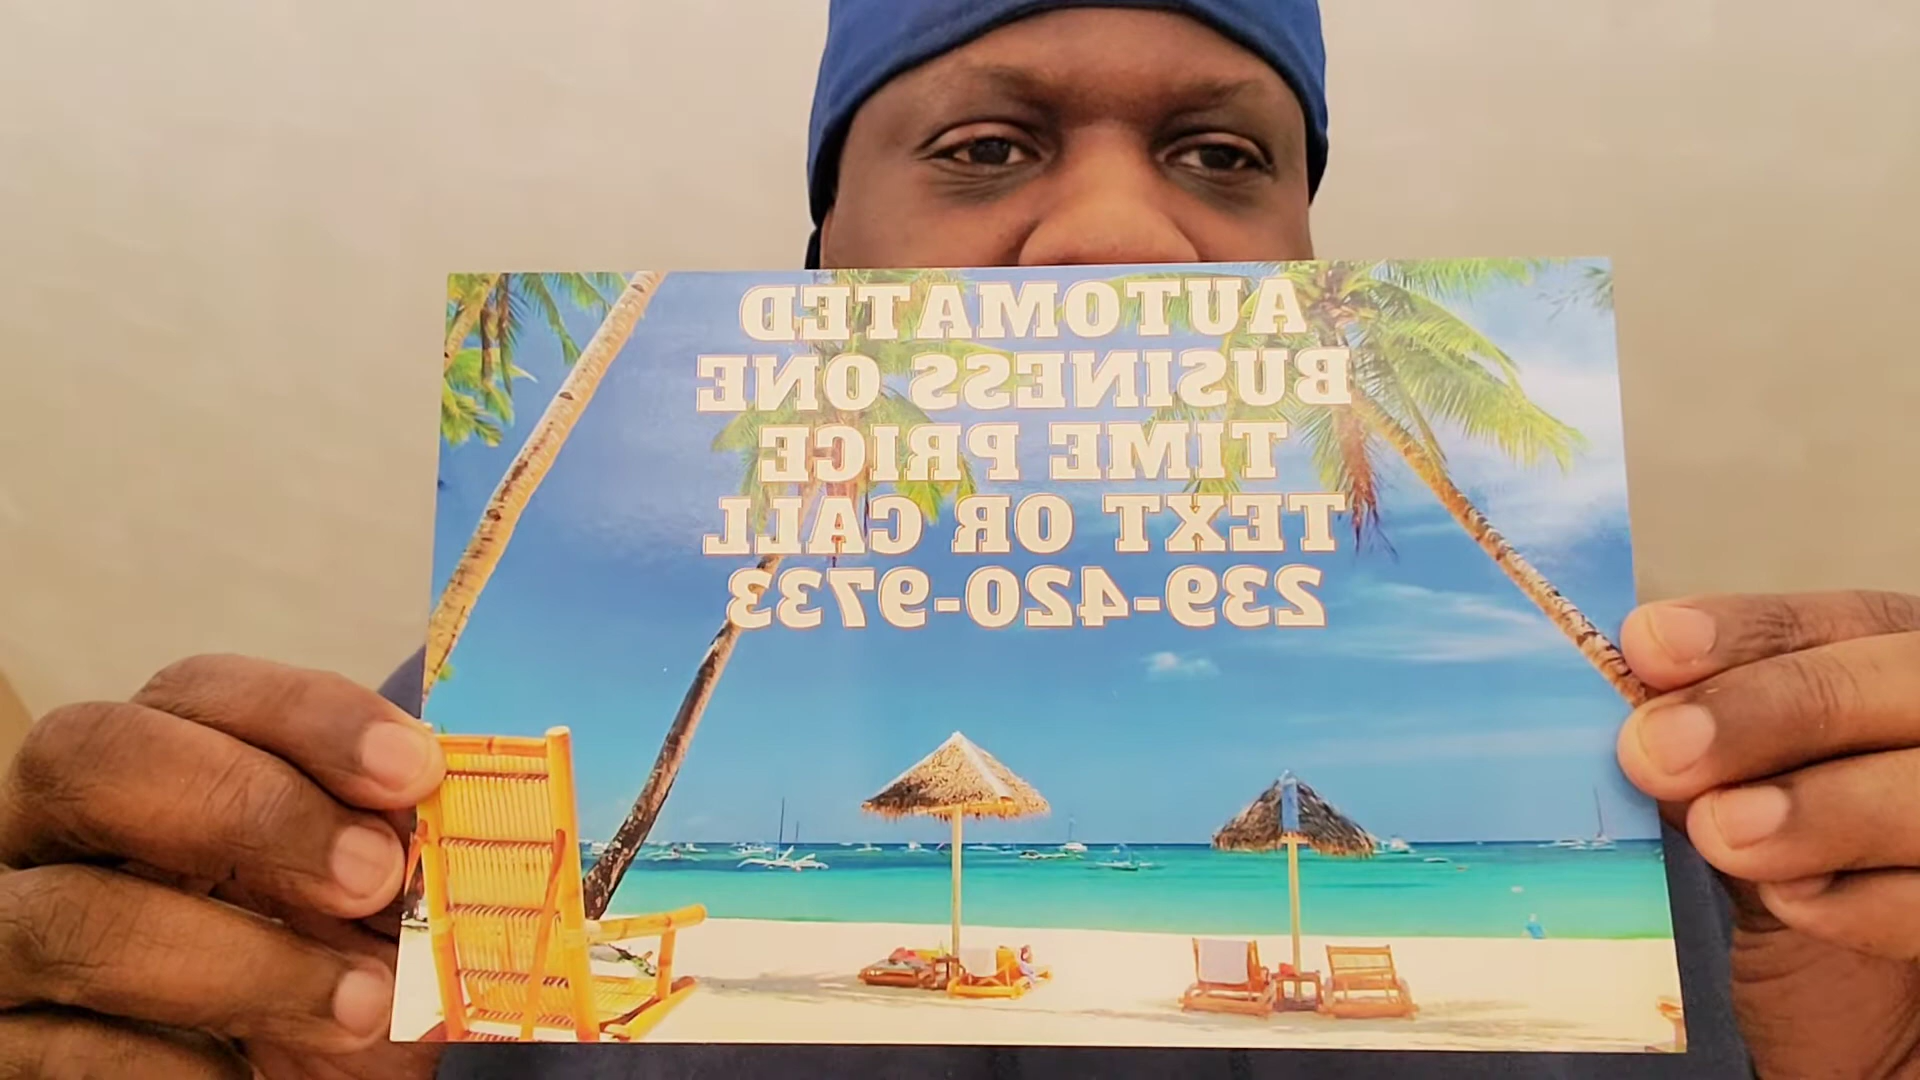 AUTOMATED
BUSINESS ONE
TIME PRICE
TEXT OR CALL
239-420-9733